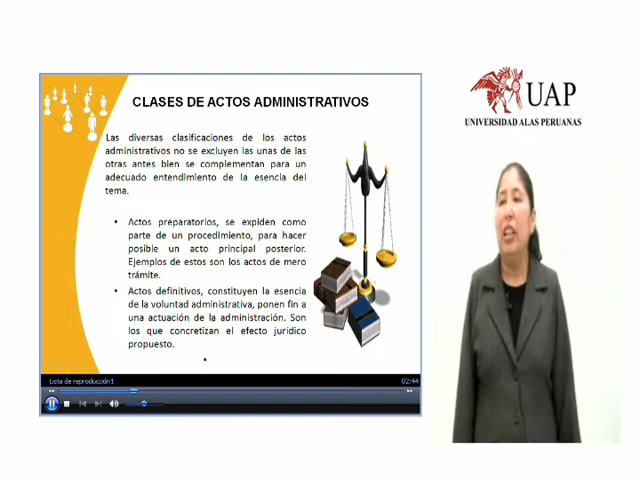 CLASES DE ACTOS ADMINISTRATIVOS
Las diversas clasificaciones de los actos
administrativos no se excluyen las unas de las
otras antes bien se complementan para un
adecuado entendimiento de la esencia del
tema.
• Actos preparatorios, se expiden como
parte de un procedimiento, para hacer
posible un acto principal posterior.
Ejemplos de estos son los actos de mero
trámite.
• Actos definitivos, constituyen la esencia
de la voluntad administrativa, ponen fin a
una actuación de la administración. Son
los que concretizan el efecto jurídico
propuesto.
•
Lista de reproducción1
02:44
UAP
UNIVERSIDAD ALAS PERUANAS